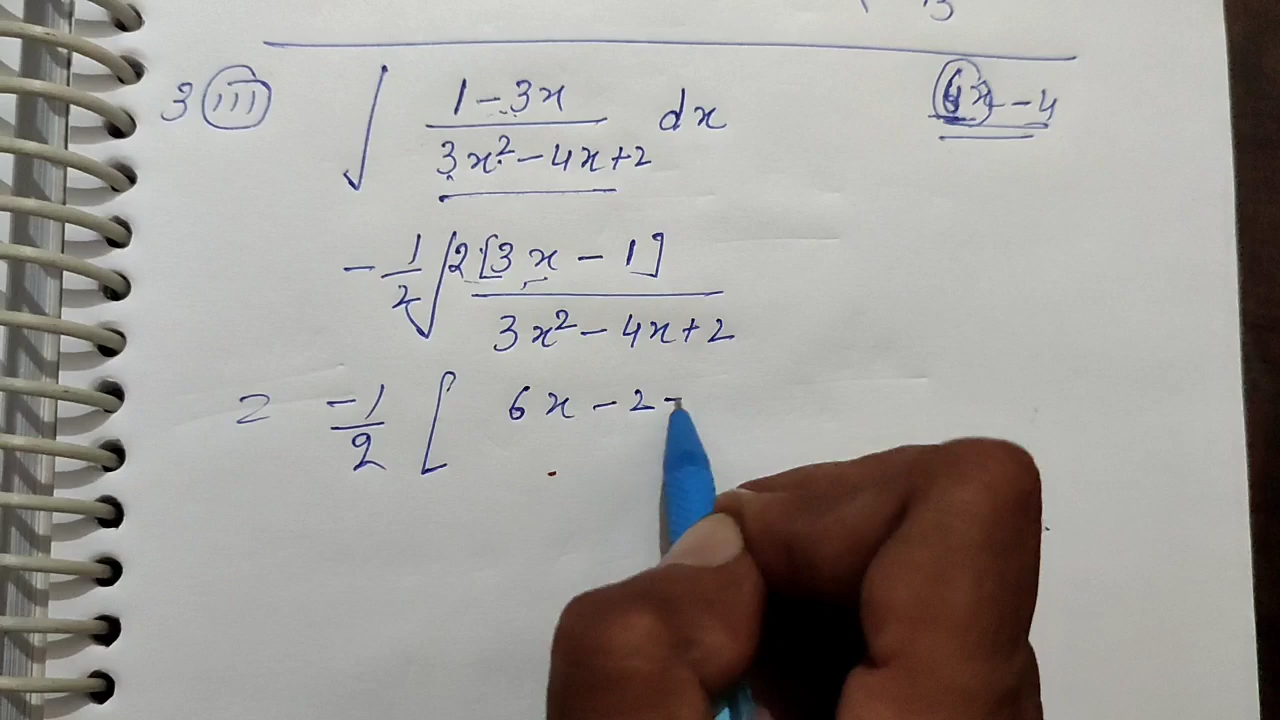 3
3 (iii) ∫ (1 - 3x)/(3x² - 4x + 2) dx 6x - 4
- 1/2 ∫ 2[3x - 1]/(3x² - 4x + 2)
= -1/2 [ 6x - 2 -